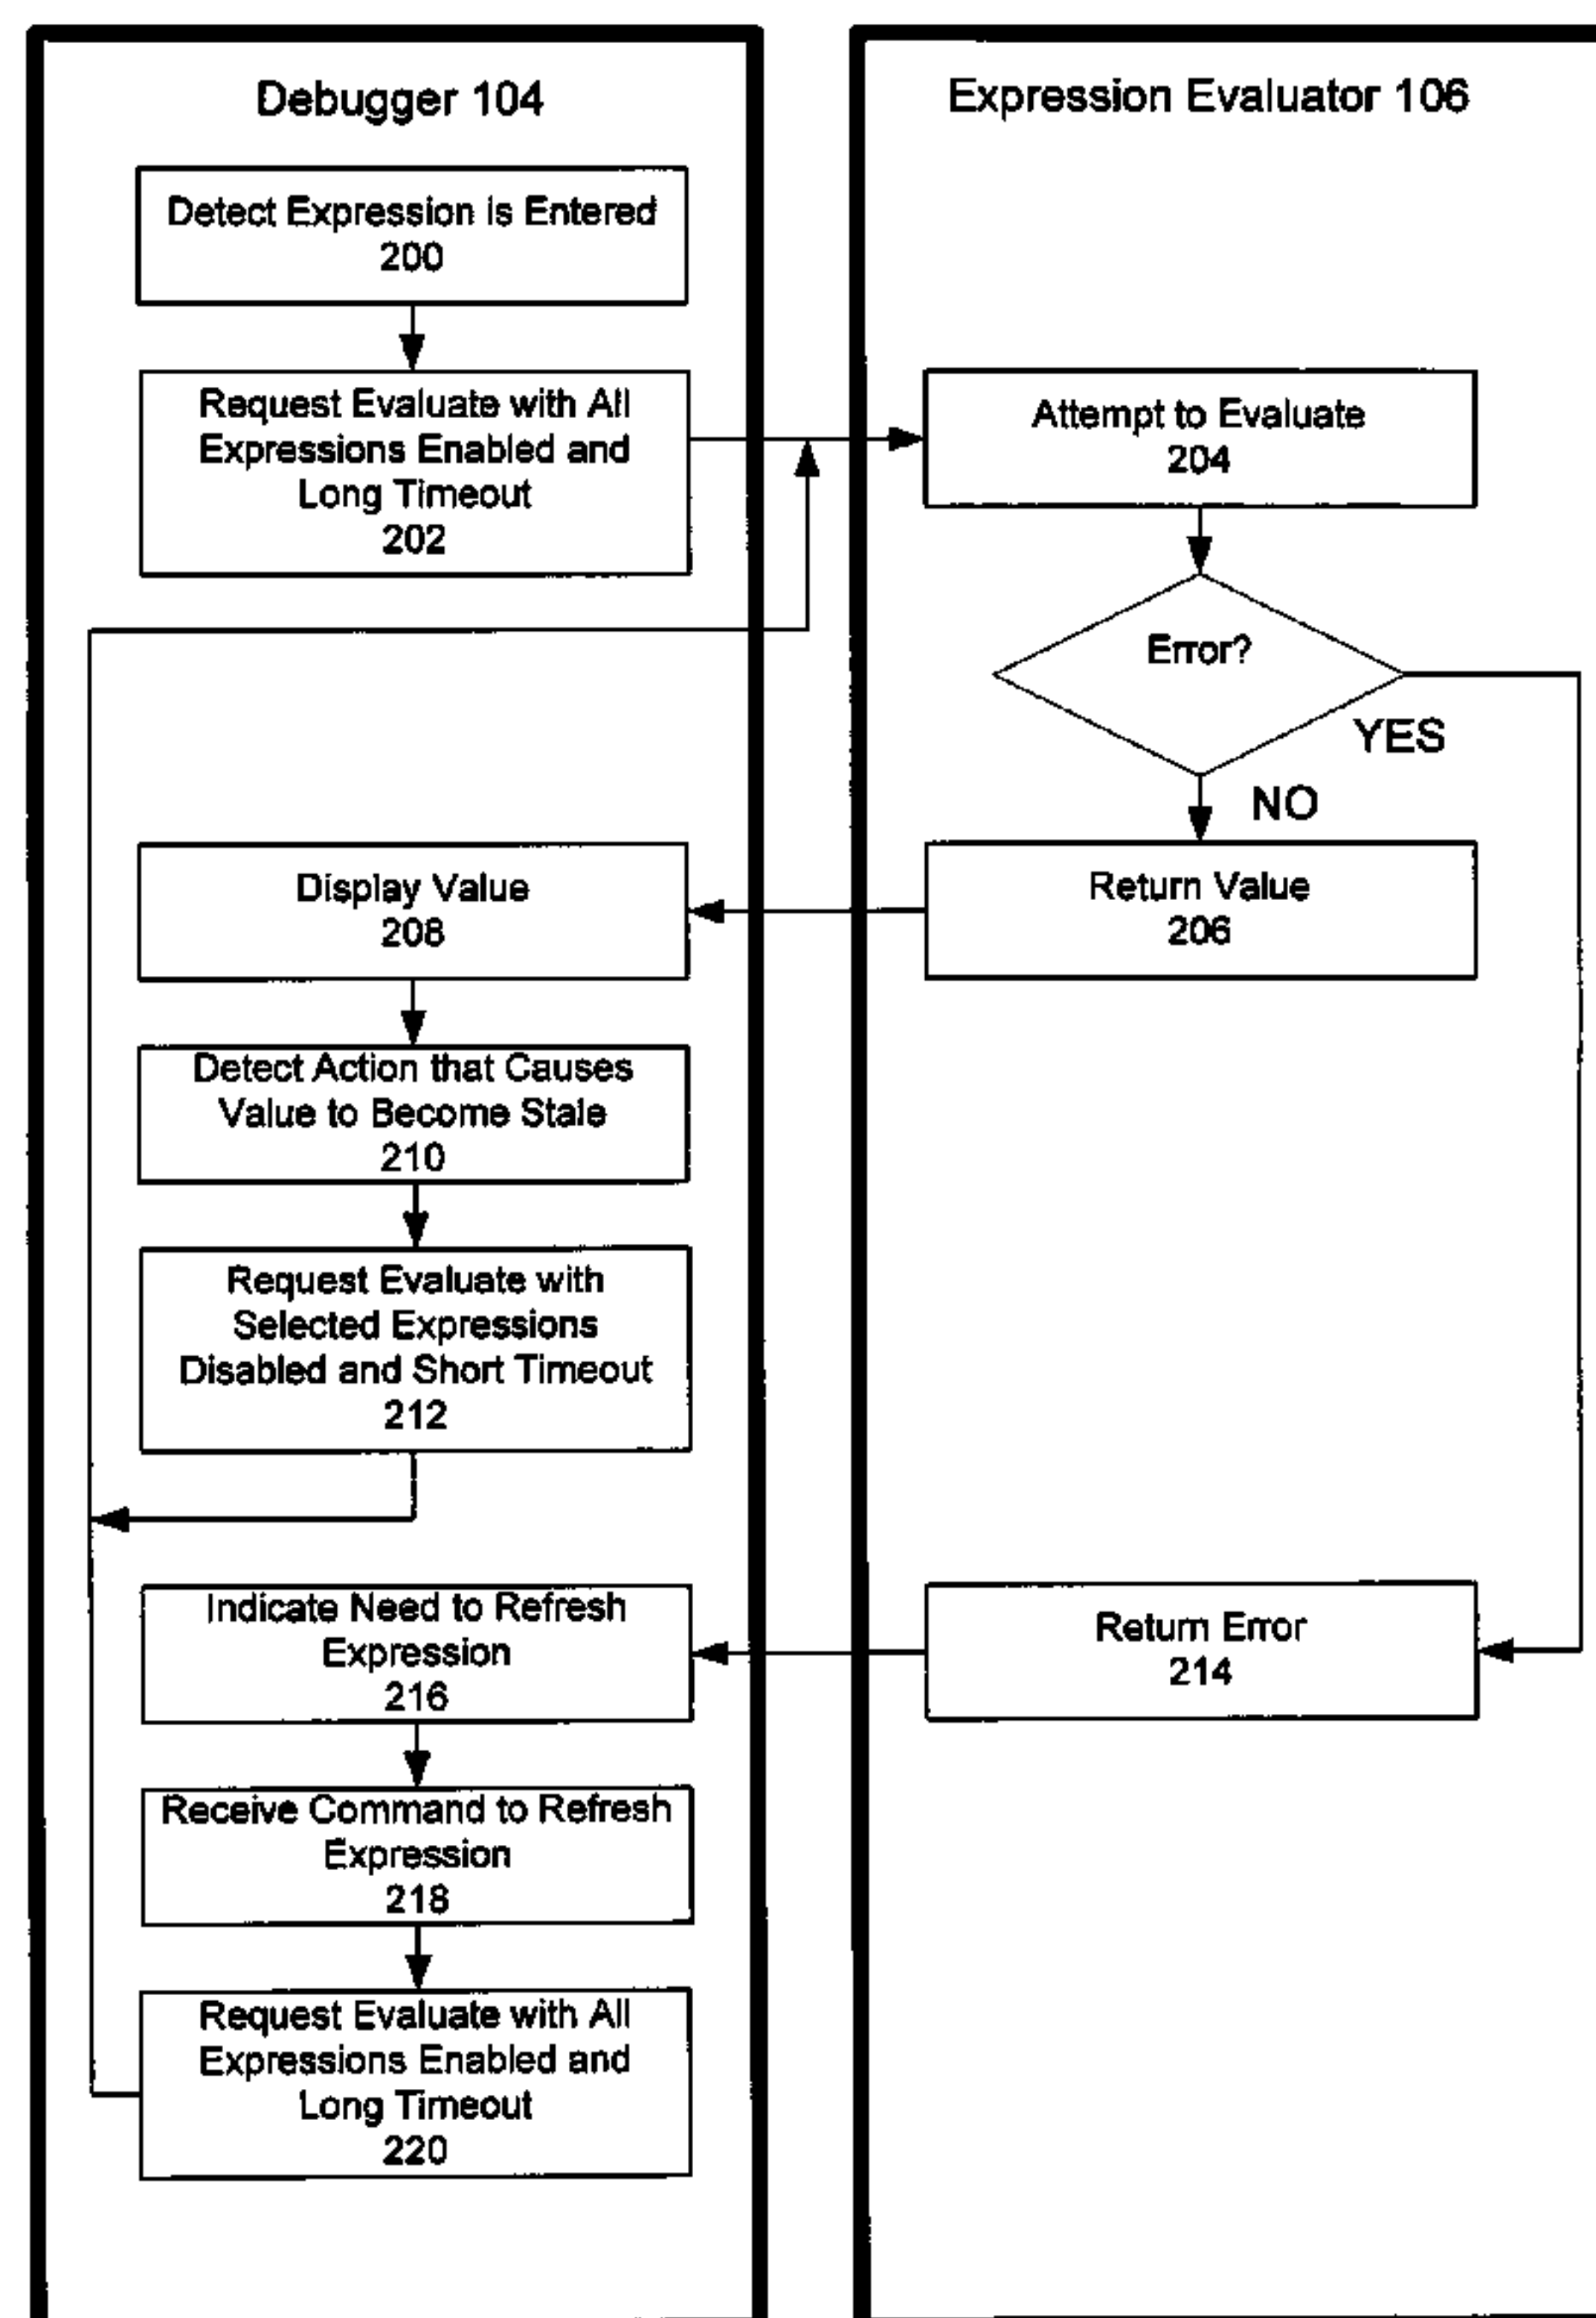 Debugger 104
Detect Expression is Entered
200
Request Evaluate with All
Expressions Enabled and
Long Timeout
202
Display Value
208
Detect Action that Causes
Value to Become Stale
210
Request Evaluate with
Selected Expressions
Disabled and Short Timeout
212
Indicate Need to Refresh
Expression
216
Receive Command to Refresh
Expression
218
Request Evaluate with All
Expressions Enabled and
Long Timeout
220
Expression Evaluator 106
Attempt to Evaluate
204
Error?
YES
NO
Return Value
206
Return Error
214